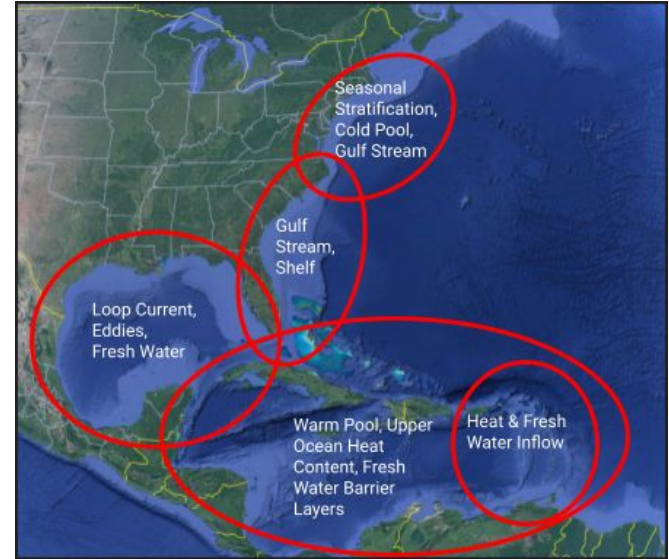 Seasonal
Stratification,
Cold Pool,
Gulf Stream
Gulf
Stream,
Shelf
Loop Current,
Eddies,
Fresh Water
Warm Pool, Upper
Ocean Heat
Content, Fresh
Water Barrier
Layers
Heat & Fresh
Water Inflow